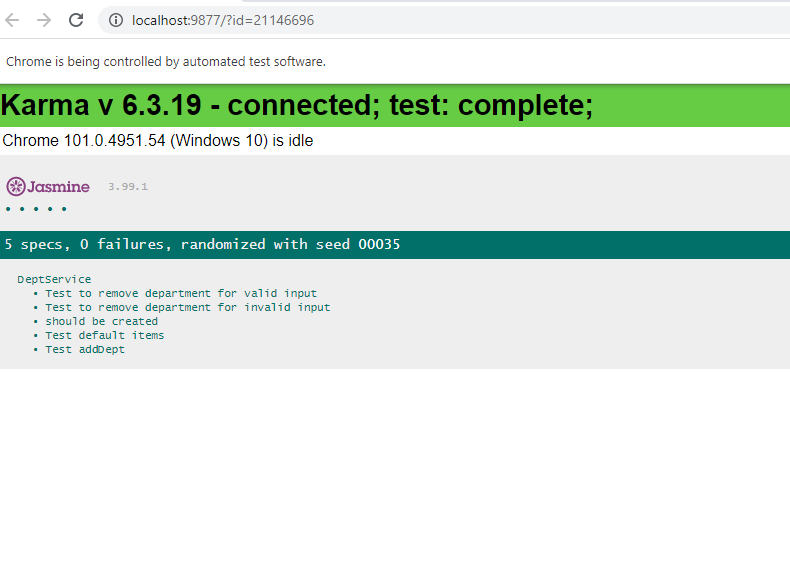 localhost:9877/?id=21146696
Chrome is being controlled by automated test software.
Karma v 6.3.19 - connected; test: complete;
Chrome 101.0.4951.54 (Windows 10) is idle
Jasmine 3.99.1
• • • • •
5 specs, 0 failures, randomized with seed 00035
DeptService
• Test to remove department for valid input
• Test to remove department for invalid input
• should be created
• Test default items
• Test addDept